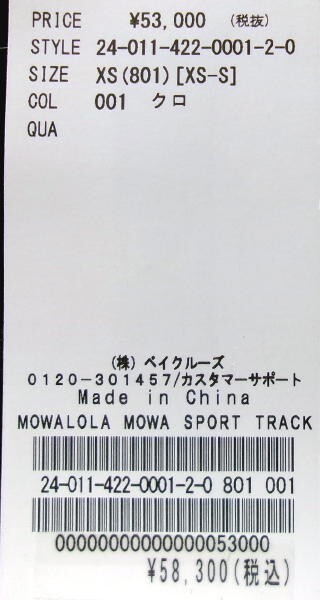 PRICE ¥53,000 (税抜)
STYLE 24-011-422-0001-2-0
SIZE XS(801)[XS-S]
COL 001 クロ
QUA
(株) ベイクルーズ
0120-301457/カスタマーサポート
Made in China
MOWALOLA MOWA SPORT TRACK
24-011-422-0001-2-0 801 001
00000000000000053000
¥58,300(税込)